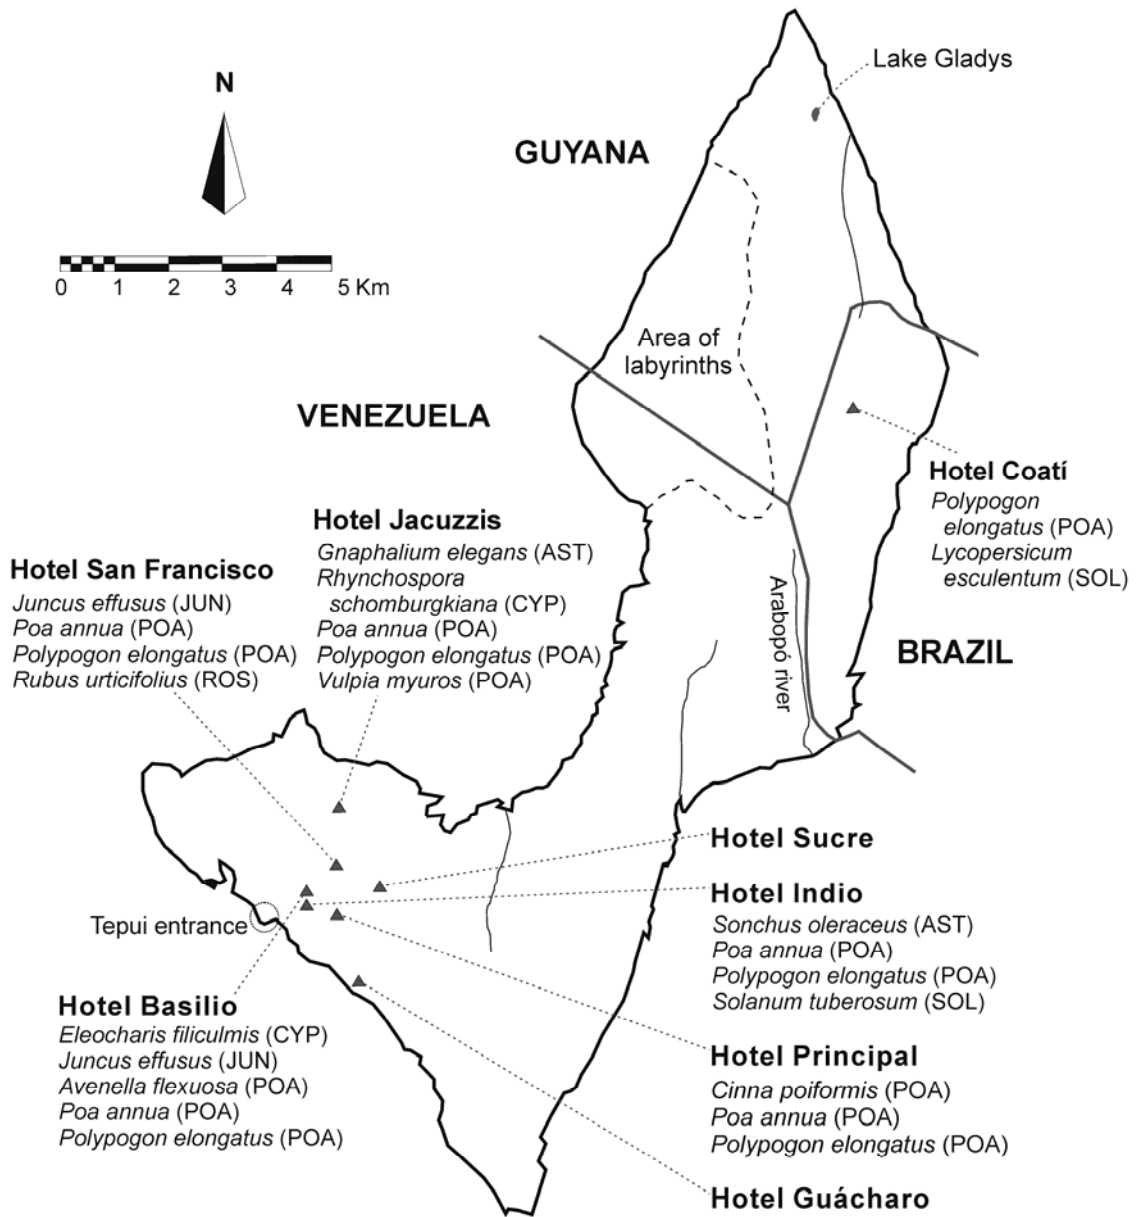 Lake Gladys
N
GUYANA
0 1 2 3 4 5 Km
Area of
labyrinths
VENEZUELA
Hotel Coatí
Polypogon
elongatus (POA)
Lycopersicum
esculentum (SOL)
Hotel Jacuzzis
Gnaphalium elegans (AST)
Rhynchospora
schomburgkiana (CYP)
Poa annua (POA)
Polypogon elongatus (POA)
Vulpia myuros (POA)
Hotel San Francisco
Juncus effusus (JUN)
Poa annua (POA)
Polypogon elongatus (POA)
Rubus urticifolius (ROS)
Arabopó river
BRAZIL
Hotel Sucre
Hotel Indio
Sonchus oleraceus (AST)
Poa annua (POA)
Polypogon elongatus (POA)
Solanum tuberosum (SOL)
Tepui entrance
Hotel Basilio
Eleocharis filiculmis (CYP)
Juncus effusus (JUN)
Avenella flexuosa (POA)
Poa annua (POA)
Polypogon elongatus (POA)
Hotel Principal
Cinna poiformis (POA)
Poa annua (POA)
Polypogon elongatus (POA)
Hotel Guácharo